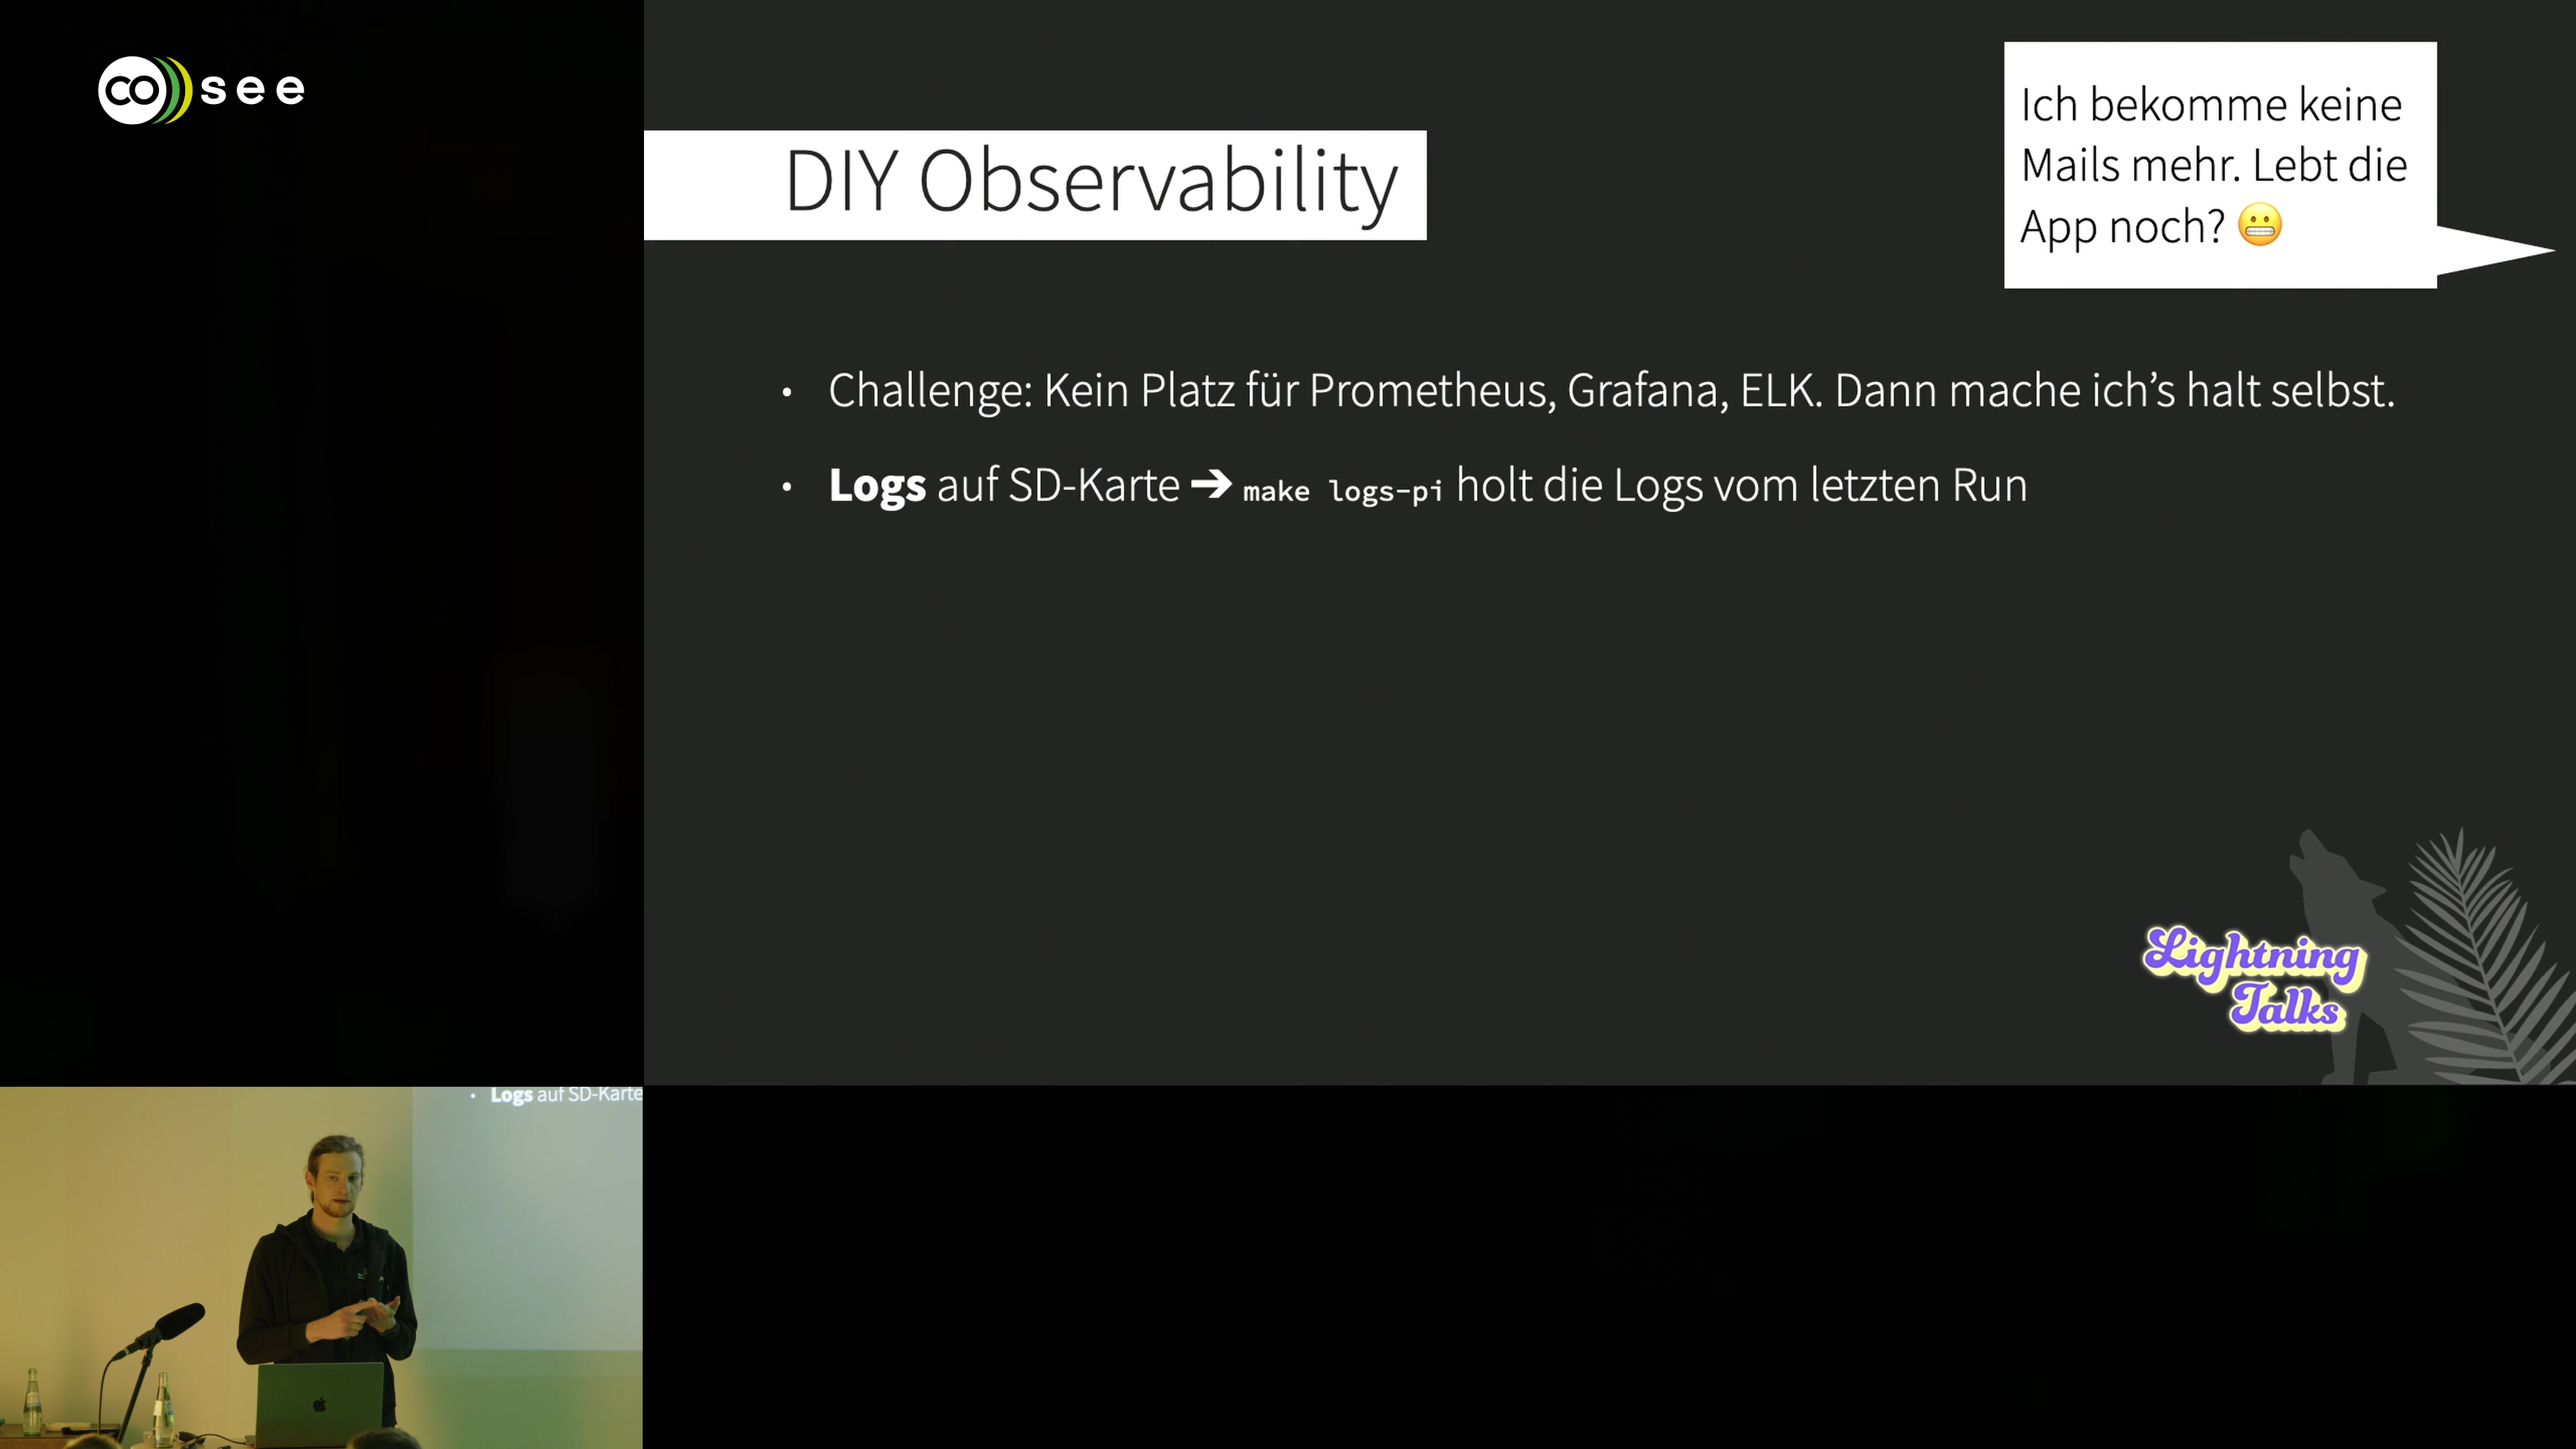 co see
DIY Observability
Ich bekomme keine
Mails mehr. Lebt die
App noch? 😬
• Challenge: Kein Platz für Prometheus, Grafana, ELK. Dann mache ich’s halt selbst.
• Logs auf SD-Karte ➔ make logs-pi holt die Logs vom letzten Run
Lightning
Talks
• Logs auf SD-Karte